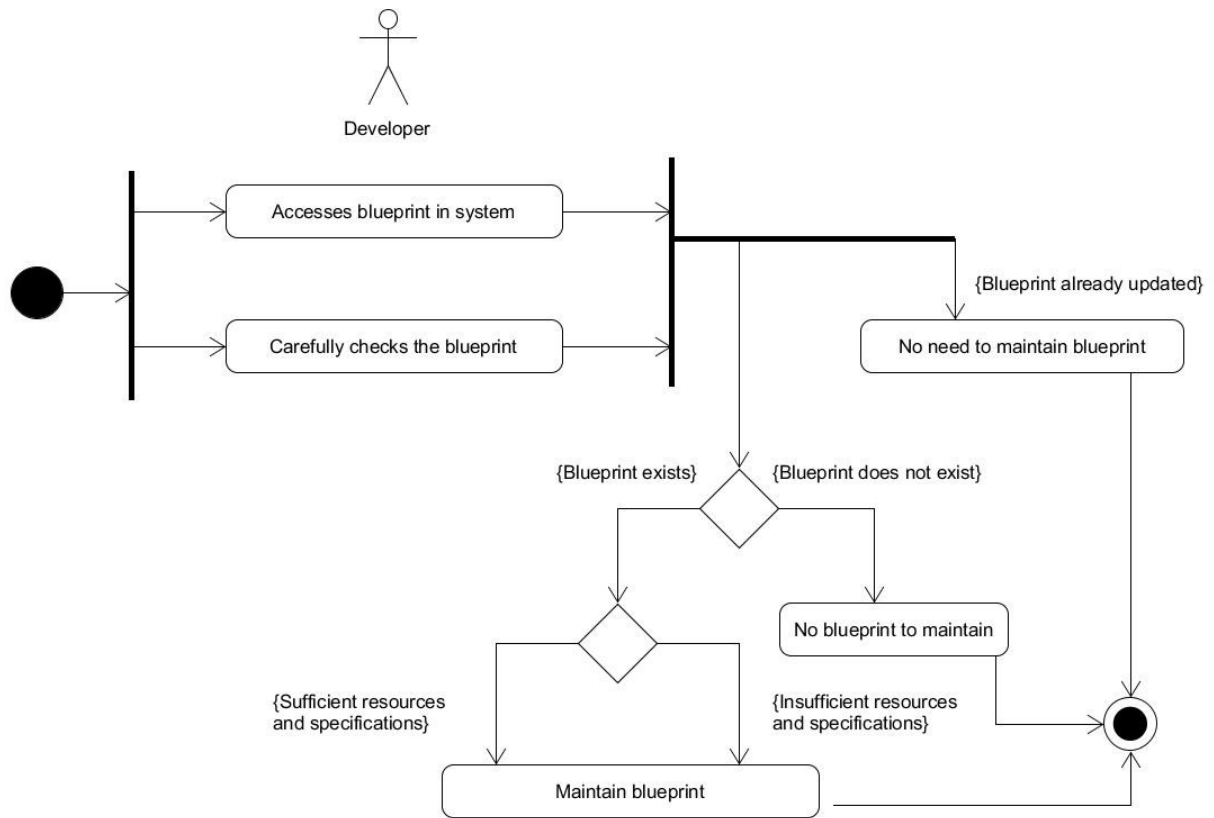 Developer
Accesses blueprint in system
{Blueprint already updated}
Carefully checks the blueprint
No need to maintain blueprint
{Blueprint exists}
{Blueprint does not exist}
No blueprint to maintain
{Sufficient resources
and specifications}
{Insufficient resources
and specifications}
Maintain blueprint